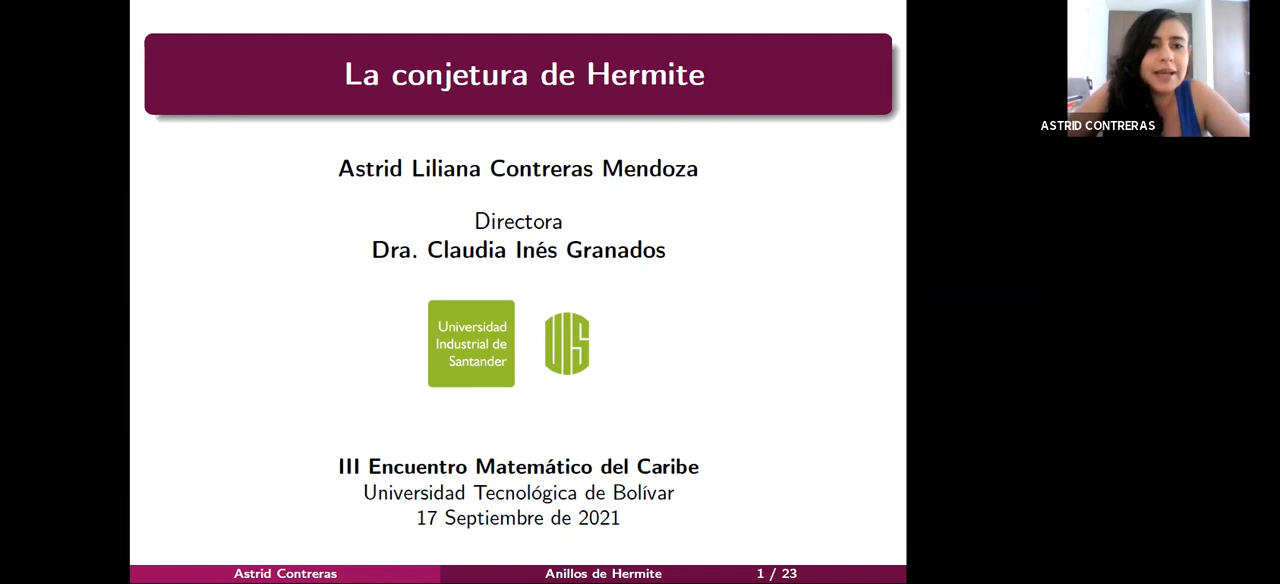 La conjetura de Hermite
ASTRID CONTRERAS
Astrid Liliana Contreras Mendoza
Directora
Dra. Claudia Inés Granados
Universidad
Industrial de
Santander
UIS
III Encuentro Matemático del Caribe
Universidad Tecnológica de Bolívar
17 Septiembre de 2021
Astrid Contreras Anillos de Hermite 1 / 23